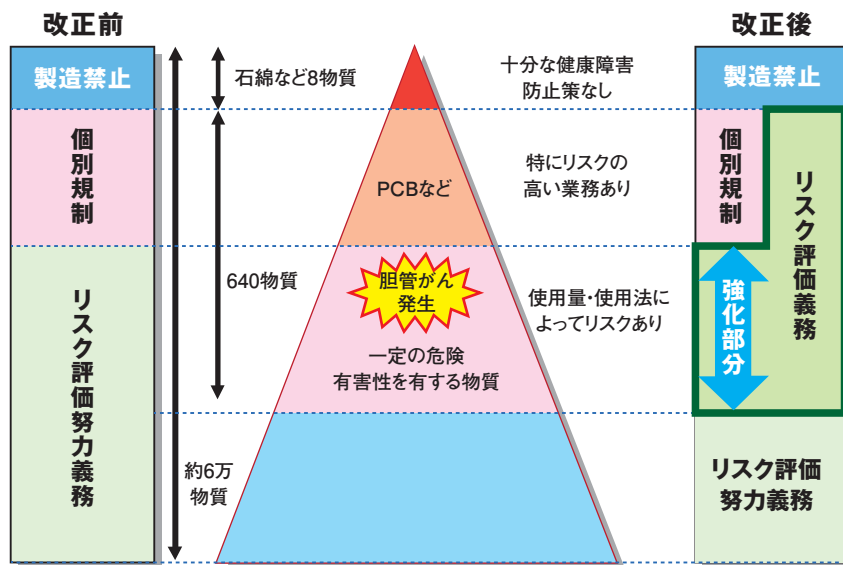 改正前
製造禁止
個別規制
リスク評価努力義務
石綿など8物質
640物質
約6万
物質
PCBなど
胆管がん
発生
一定の危険
有害性を有する物質
十分な健康障害
防止策なし
特にリスクの
高い業務あり
使用量・使用法に
よってリスクあり
改正後
製造禁止
個別規制
リスク評価義務
強化部分
リスク評価
努力義務